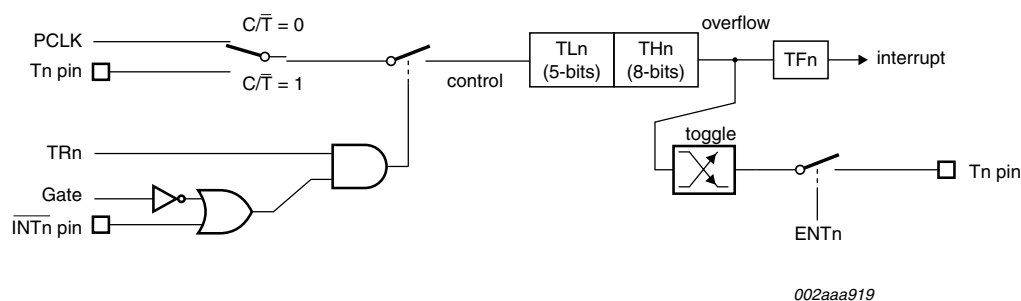 C/T̅ = 0
PCLK
Tn pin
C/T̅ = 1
control
TLn
(5-bits)
THn
(8-bits)
overflow
TFn
interrupt
toggle
Tn pin
ENTn
TRn
Gate
I̅N̅T̅n̅ pin
002aaa919